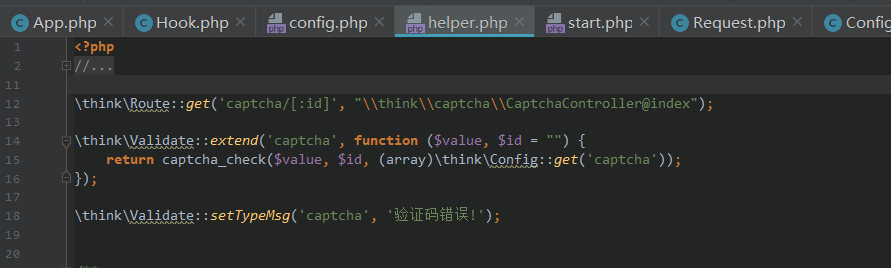 App.php Hook.php config.php helper.php start.php Request.php Config
1 <?php
2 //...
11
12 \think\Route::get('captcha/[:id]', "\\think\\captcha\\CaptchaController@index");
13
14 \think\Validate::extend('captcha', function ($value, $id = "") {
15 return captcha_check($value, $id, (array)\think\Config::get('captcha'));
16 });
17
18 \think\Validate::setTypeMsg('captcha', '验证码错误!');
19
20